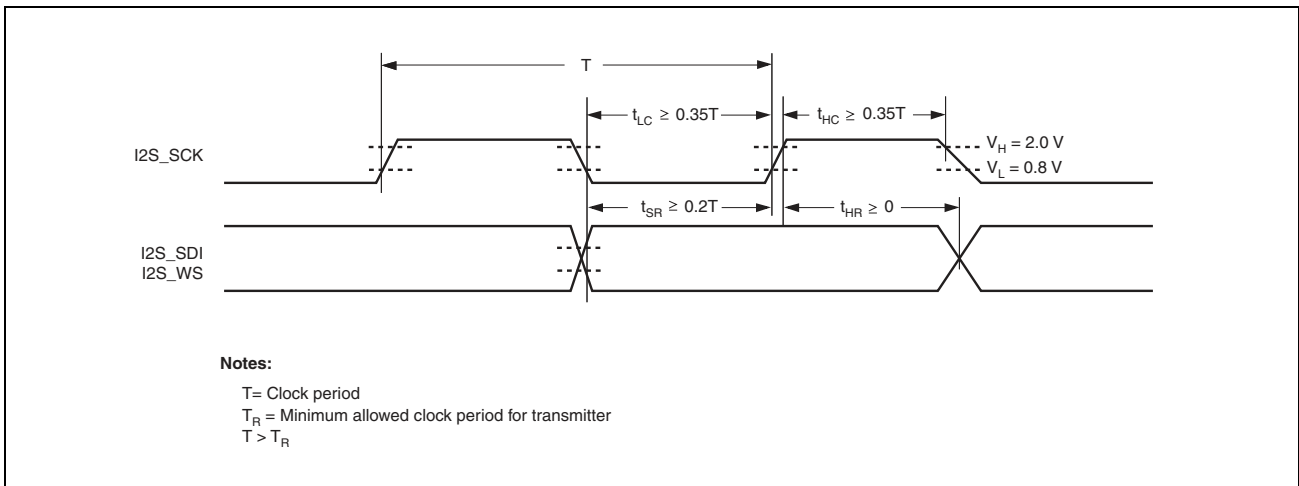 T
t_LC ≥ 0.35T
t_HC ≥ 0.35T
I2S_SCK
V_H = 2.0 V
V_L = 0.8 V
t_SR ≥ 0.2T
t_HR ≥ 0
I2S_SDI
I2S_WS
Notes:
T= Clock period
T_R = Minimum allowed clock period for transmitter
T > T_R